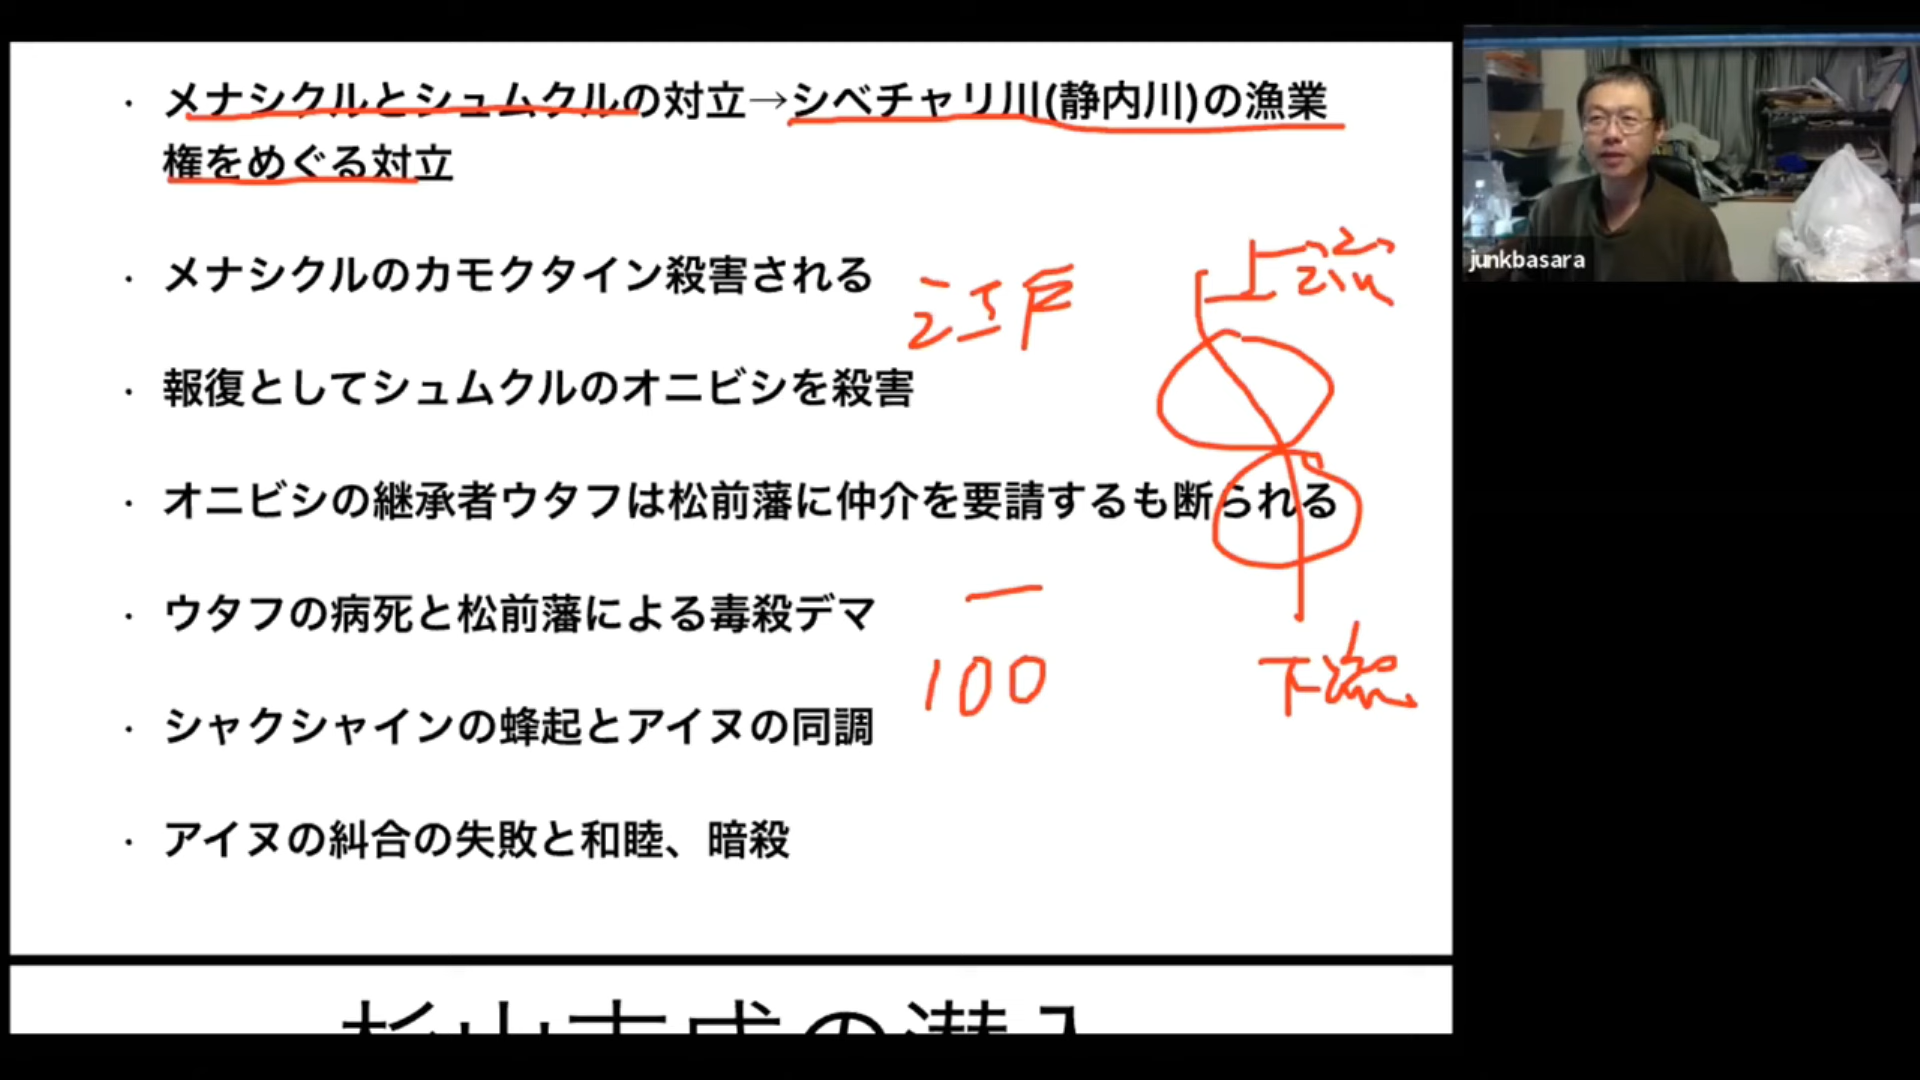 ・メナシクルとシュムクルの対立→シベチャリ川(静内川)の漁業
権をめぐる対立
・メナシクルのカモクタイン殺害される
江戸
junkbasara
・報復としてシュムクルのオニビシを殺害
・オニビシの継承者ウタフは松前藩に仲介を要請するも断られる
・ウタフの病死と松前藩による毒殺デマ
一
100
下流
・シャクシャインの蜂起とアイヌの同調
・アイヌの糾合の失敗と和睦、暗殺